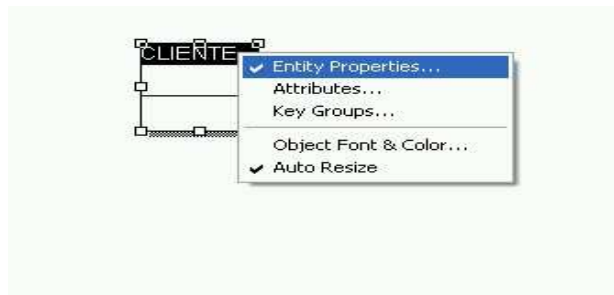 CLIENTE
Entity Properties...
Attributes...
Key Groups...
Object Font & Color...
Auto Resize